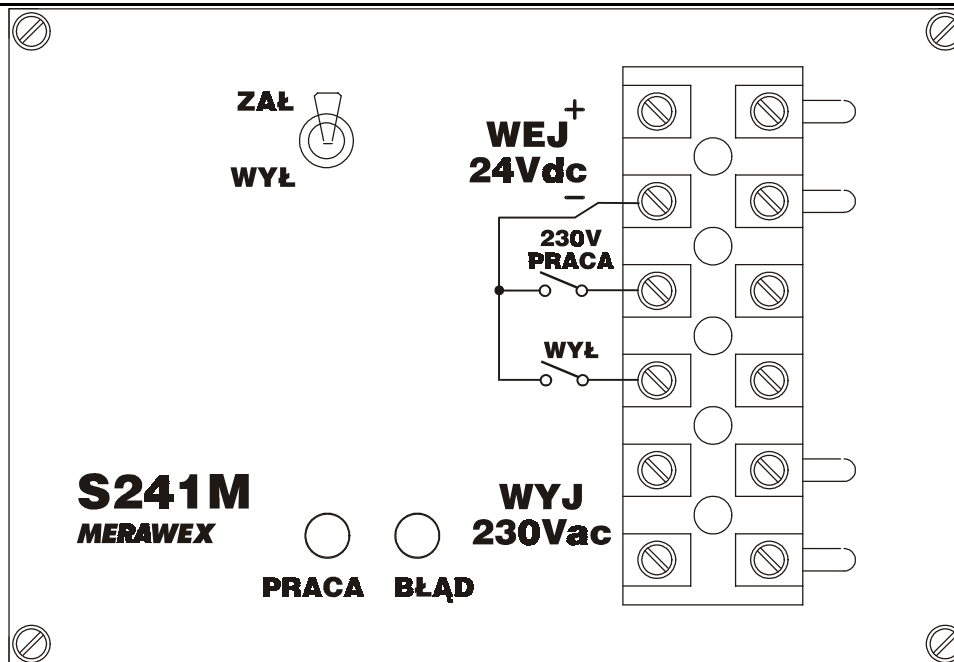 ZAŁ
WYŁ
+
WEJ
24Vdc
–
230V
PRACA
WYŁ
S241M
MERAWEX
WYJ
230Vac
PRACA
BŁĄD